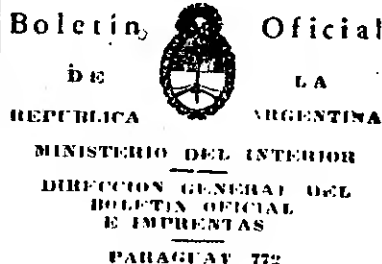 Boletín Oficial
DE LA
REPUBLICA ARGENTINA
MINISTERIO DEL INTERIOR
DIRECCION GENERAL DEL
BOLETIN OFICIAL
E IMPRENTAS
PARAGUAY 772